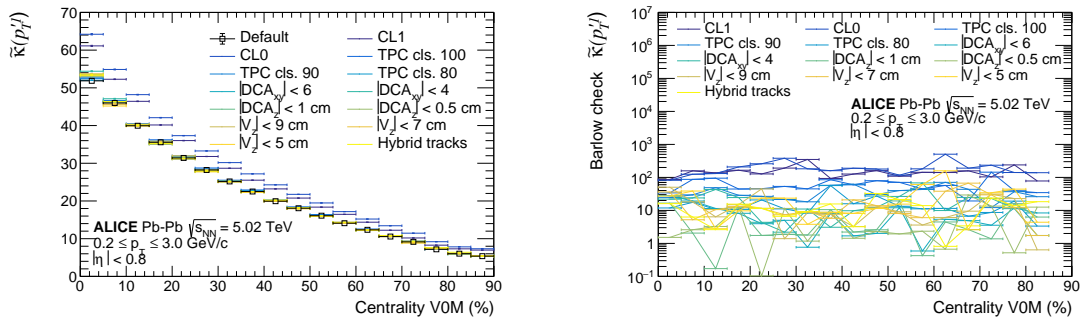 κ̃(p_T′)
70
60
50
40
30
20
10
0
Default
CL0
TPC cls. 90
|DCA_xy| < 6
|DCA_z| < 1 cm
|V_z| < 9 cm
|V_z| < 5 cm
CL1
TPC cls. 100
TPC cls. 80
|DCA_xy| < 4
|DCA_z| < 0.5 cm
|V_z| < 7 cm
Hybrid tracks
ALICE Pb-Pb √s_NN = 5.02 TeV
0.2 ≤ p_T ≤ 3.0 GeV/c
|η| < 0.8
0 10 20 30 40 50 60 70 80 90
Centrality V0M (%)
Barlow check κ̃(p_T′)
10^7
10^6
10^5
10^4
10^3
10^2
10
1
10^−1
CL1 CL0 TPC cls. 100
TPC cls. 90 TPC cls. 80 |DCA_xy| < 6
|DCA_xy| < 4 |DCA_z| < 1 cm |DCA_z| < 0.5 cm
|V_z| < 9 cm |V_z| < 7 cm |V_z| < 5 cm
Hybrid tracks
ALICE Pb-Pb √s_NN = 5.02 TeV
0.2 ≤ p_T ≤ 3.0 GeV/c
|η| < 0.8
0 10 20 30 40 50 60 70 80 90
Centrality V0M (%)